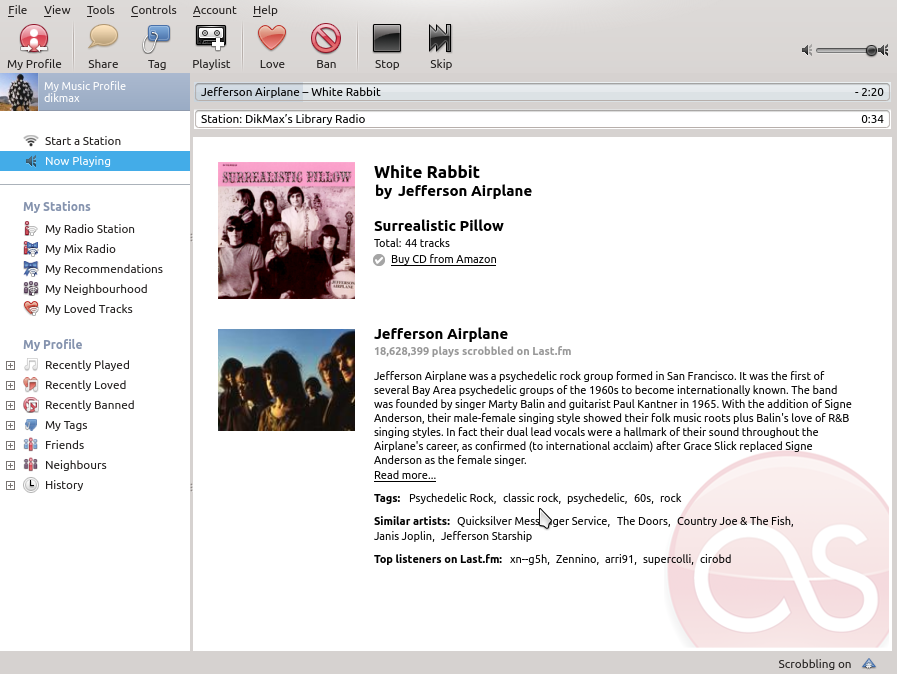 File View Tools Controls Account Help
My Profile Share Tag Playlist Love Ban Stop Skip
My Music Profile
dikmax
Start a Station
Now Playing
My Stations
My Radio Station
My Mix Radio
My Recommendations
My Neighbourhood
My Loved Tracks
My Profile
Recently Played
Recently Loved
Recently Banned
My Tags
Friends
Neighbours
History
Jefferson Airplane – White Rabbit - 2:20
Station: DikMax's Library Radio 0:34
SURREALISTIC PILLOW
JEFFERSON
AIRPLANE
White Rabbit
by Jefferson Airplane
Surrealistic Pillow
Total: 44 tracks
Buy CD from Amazon
Jefferson Airplane
18,628,399 plays scrobbled on Last.fm
Jefferson Airplane was a psychedelic rock group formed in San Francisco. It was the first of
several Bay Area psychedelic groups of the 1960s to become internationally known. The band
was founded by singer Marty Balin and guitarist Paul Kantner in 1965. With the addition of Signe
Anderson, their male-female singing style showed their folk music roots plus Balin's love of R&B
singing styles. In fact their dual lead vocals were a hallmark of their sound throughout the
Airplane's career, as confirmed (to international acclaim) after Grace Slick replaced Signe
Anderson as the female singer.
Read more...
Tags: Psychedelic Rock, classic rock, psychedelic, 60s, rock
Similar artists: Quicksilver Messenger Service, The Doors, Country Joe & The Fish,
Janis Joplin, Jefferson Starship
Top listeners on Last.fm: xn--g5h, Zennino, arri91, supercolli, cirobd
as
Scrobbling on